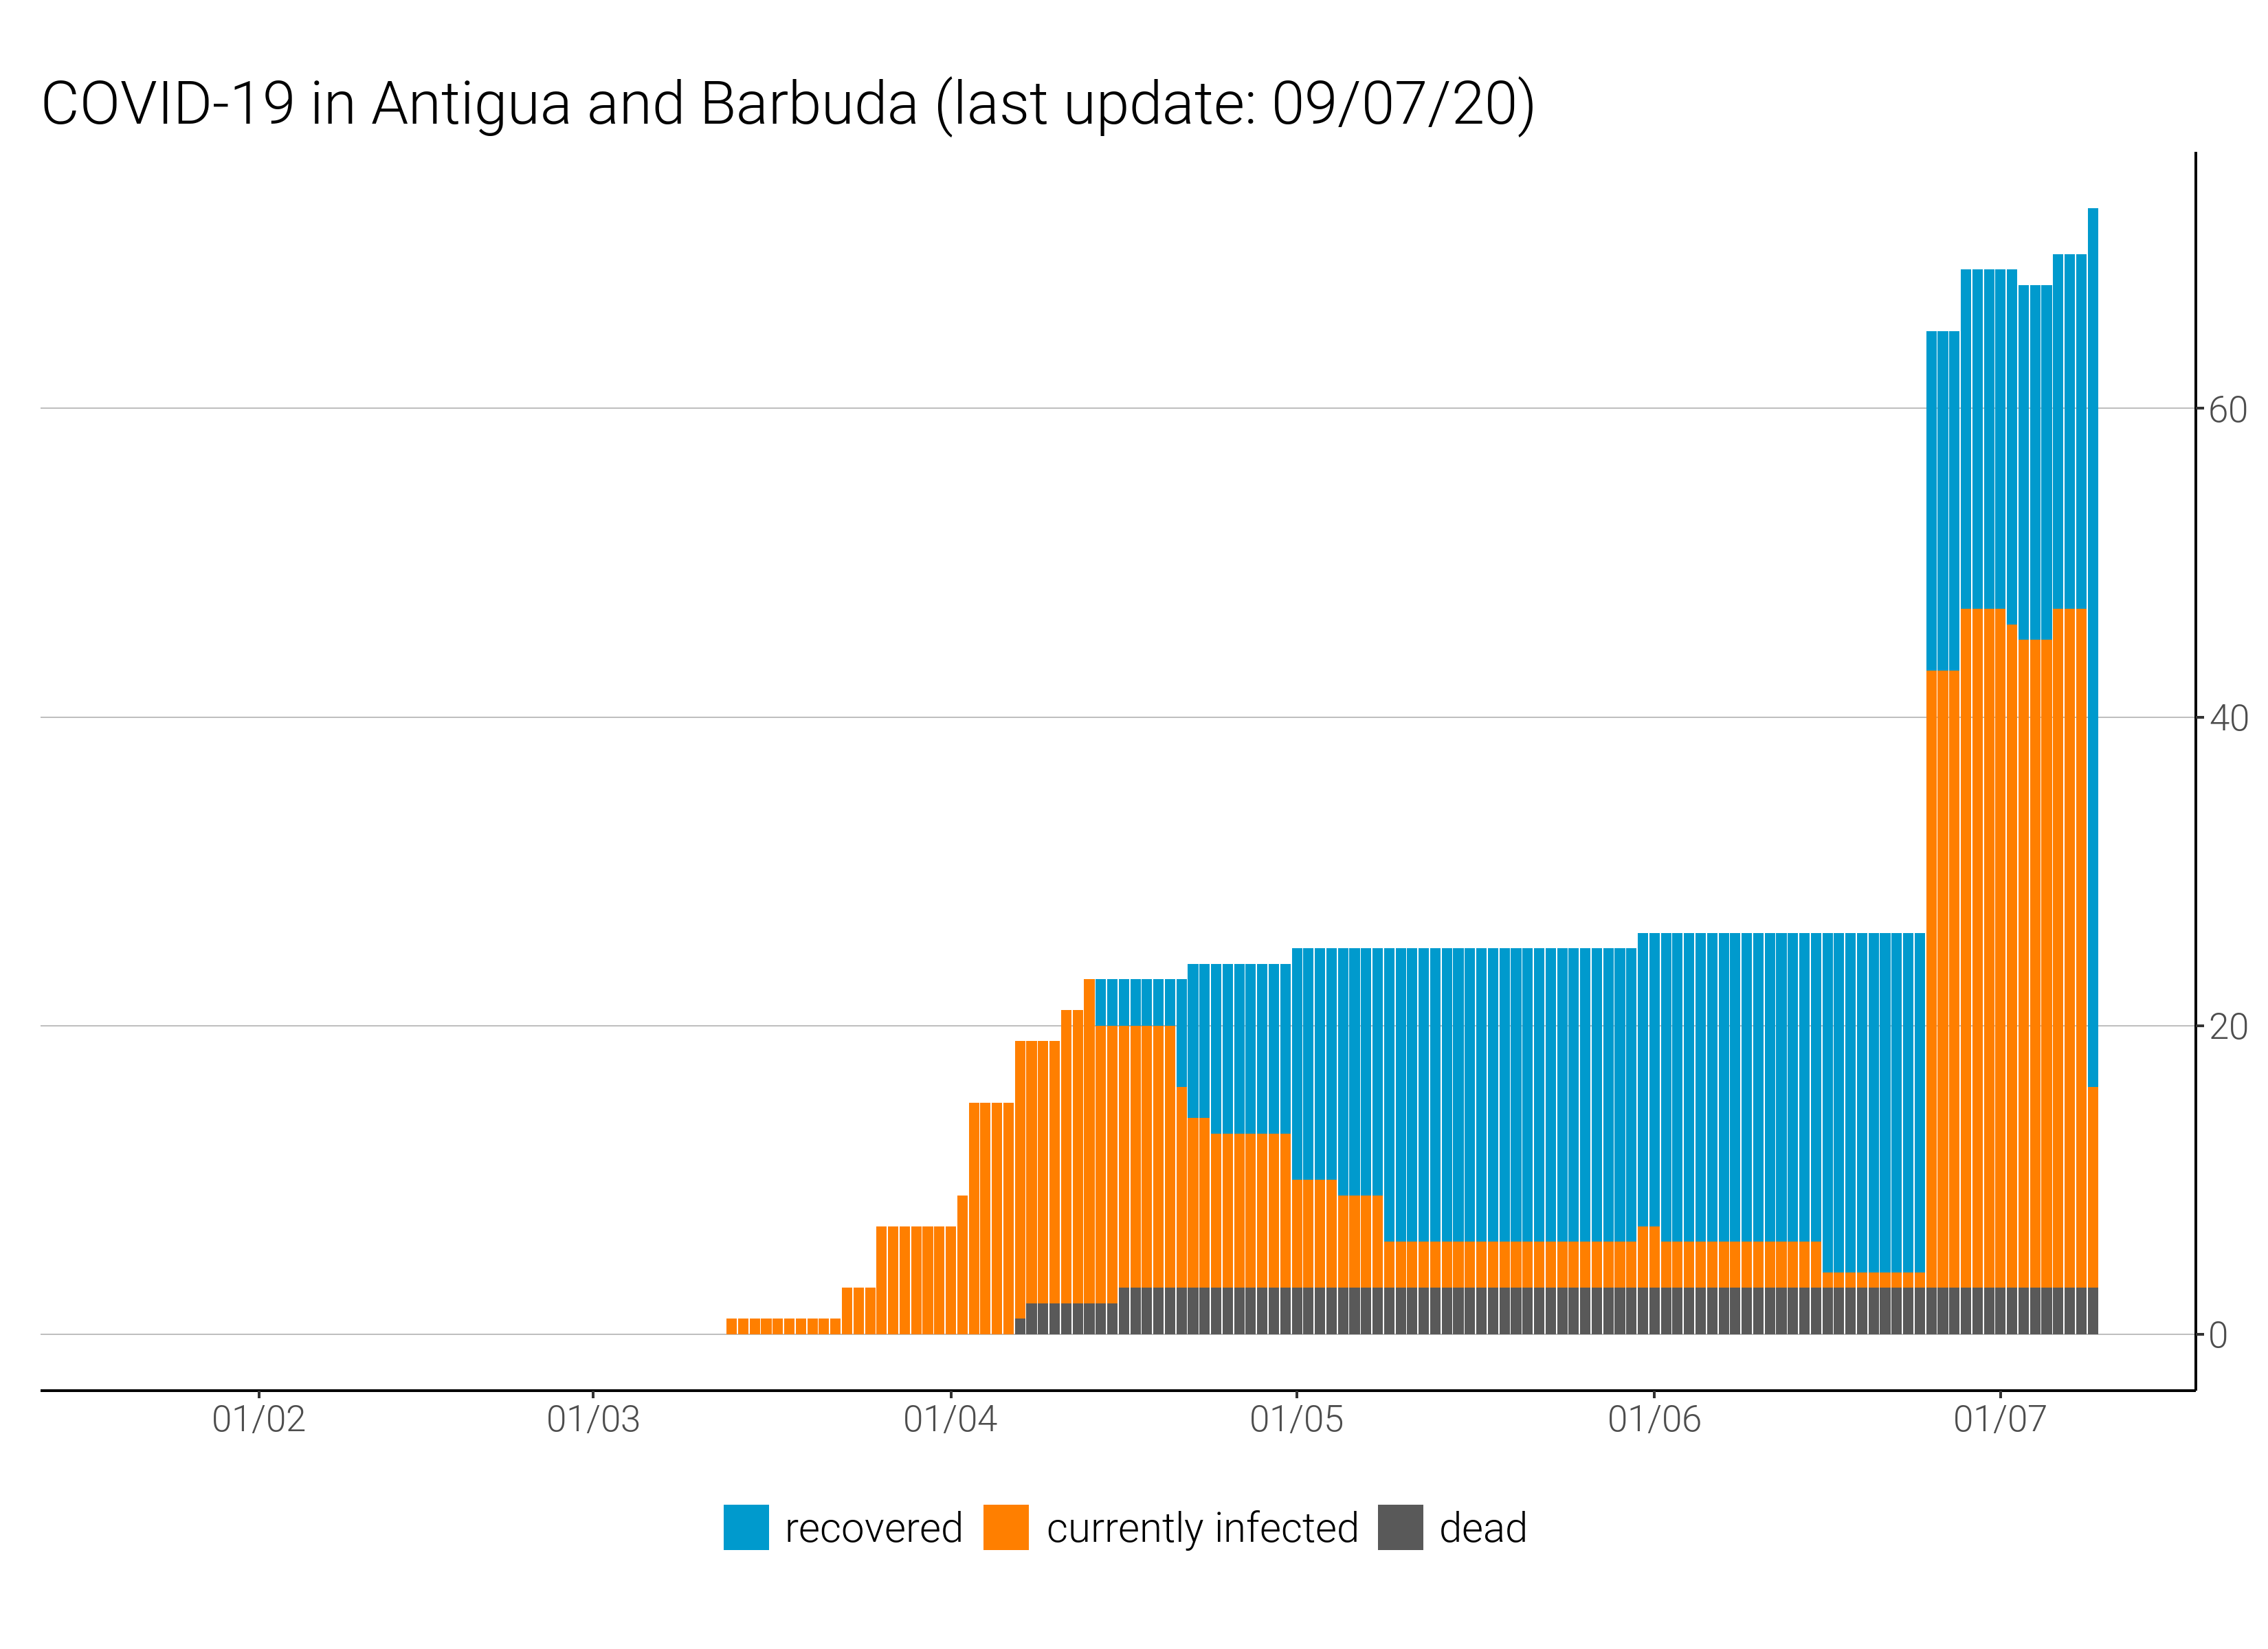 COVID-19 in Antigua and Barbuda (last update: 09/07/20)
60
40
20
0
01/02 01/03 01/04 01/05 01/06 01/07
recovered currently infected dead